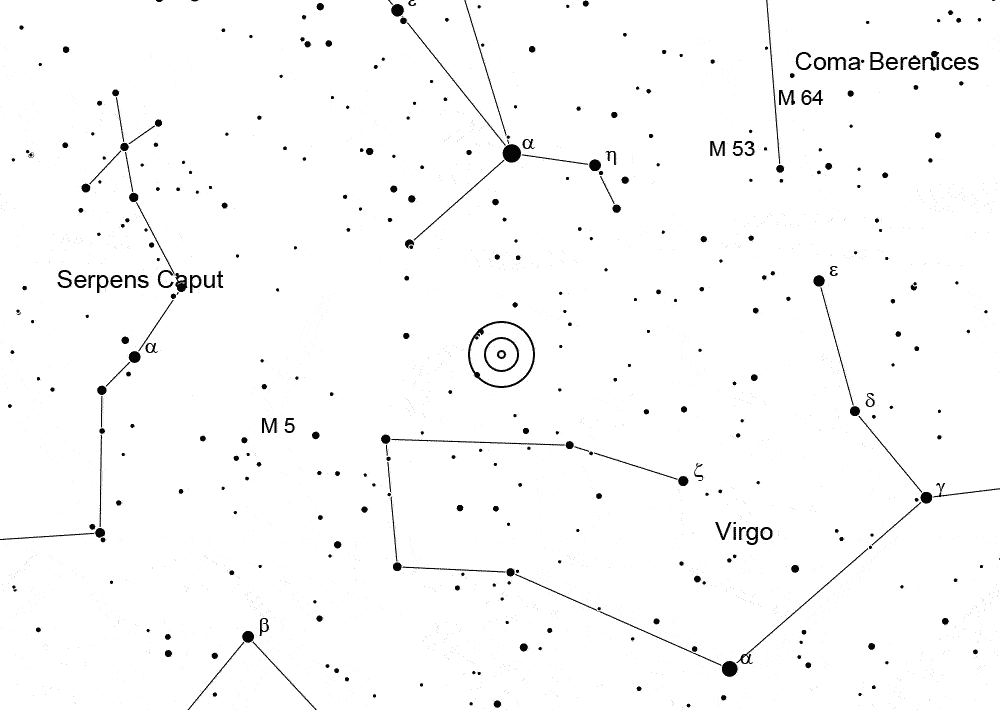 ε
Coma Berenices
M 64
α
M 53
η
ε
Serpens Caput
α
δ
M 5
ζ
γ
Virgo
β
α